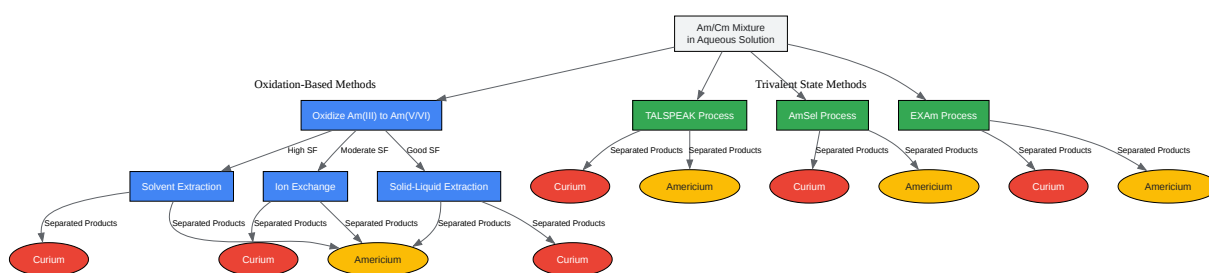 Am/Cm Mixture
in Aqueous Solution
Oxidation-Based Methods
Trivalent State Methods
Oxidize Am(III) to Am(V/VI)
TALSPEAK Process
AmSel Process
EXAm Process
High SF
Moderate SF
Good SF
Separated Products
Separated Products
Separated Products
Separated Products
Separated Products
Separated Products
Solvent Extraction
Ion Exchange
Solid-Liquid Extraction
Curium
Americium
Curium
Americium
Curium
Americium
Separated Products
Separated Products
Separated Products
Separated Products
Separated Products
Separated Products
Curium
Curium
Americium
Curium